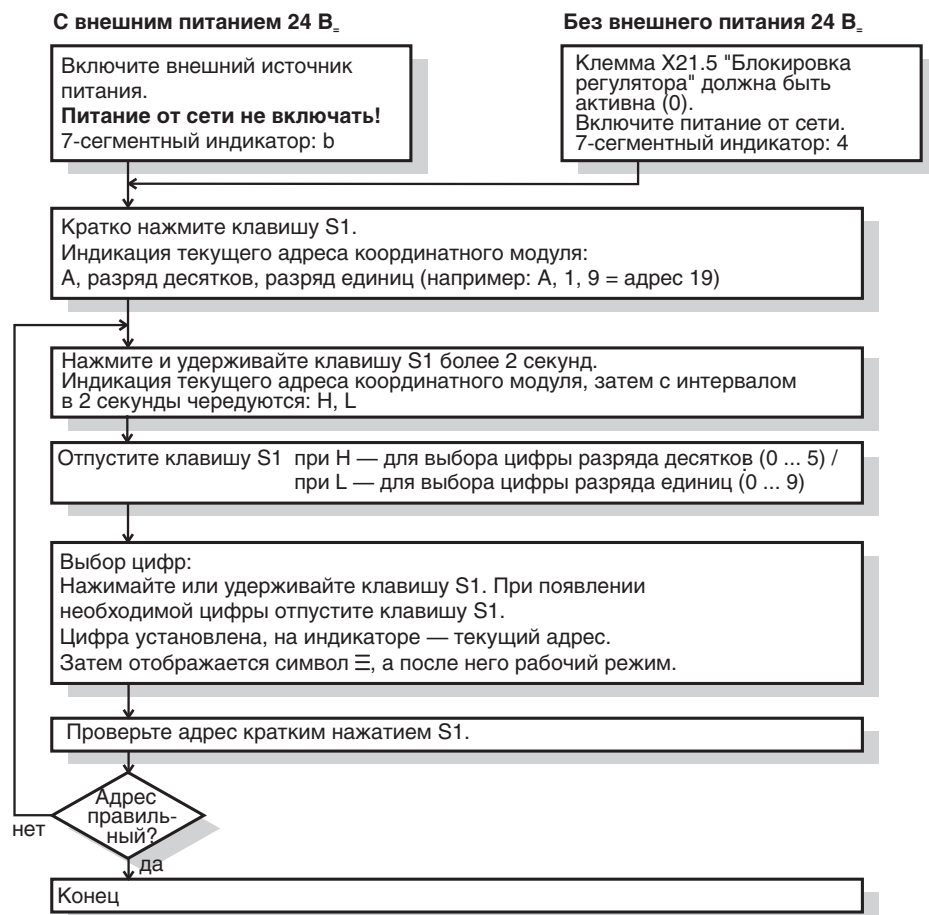 С внешним питанием 24 В=
Без внешнего питания 24 В=
Включите внешний источник
питания.
Питание от сети не включать!
7-сегментный индикатор: b
Клемма X21.5 "Блокировка
регулятора" должна быть
активна (0).
Включите питание от сети.
7-сегментный индикатор: 4
Кратко нажмите клавишу S1.
Индикация текущего адреса координатного модуля:
А, разряд десятков, разряд единиц (например: А, 1, 9 = адрес 19)
Нажмите и удерживайте клавишу S1 более 2 секунд.
Индикация текущего адреса координатного модуля, затем с интервалом
в 2 секунды чередуются: H, L
Отпустите клавишу S1 при H — для выбора цифры разряда десятков (0 ... 5) /
при L — для выбора цифры разряда единиц (0 ... 9)
Выбор цифр:
Нажимайте или удерживайте клавишу S1. При появлении
необходимой цифры отпустите клавишу S1.
Цифра установлена, на индикаторе — текущий адрес.
Затем отображается символ ☰, а после него рабочий режим.
Проверьте адрес кратким нажатием S1.
Адрес
правиль-
ный?
нет
да
Конец